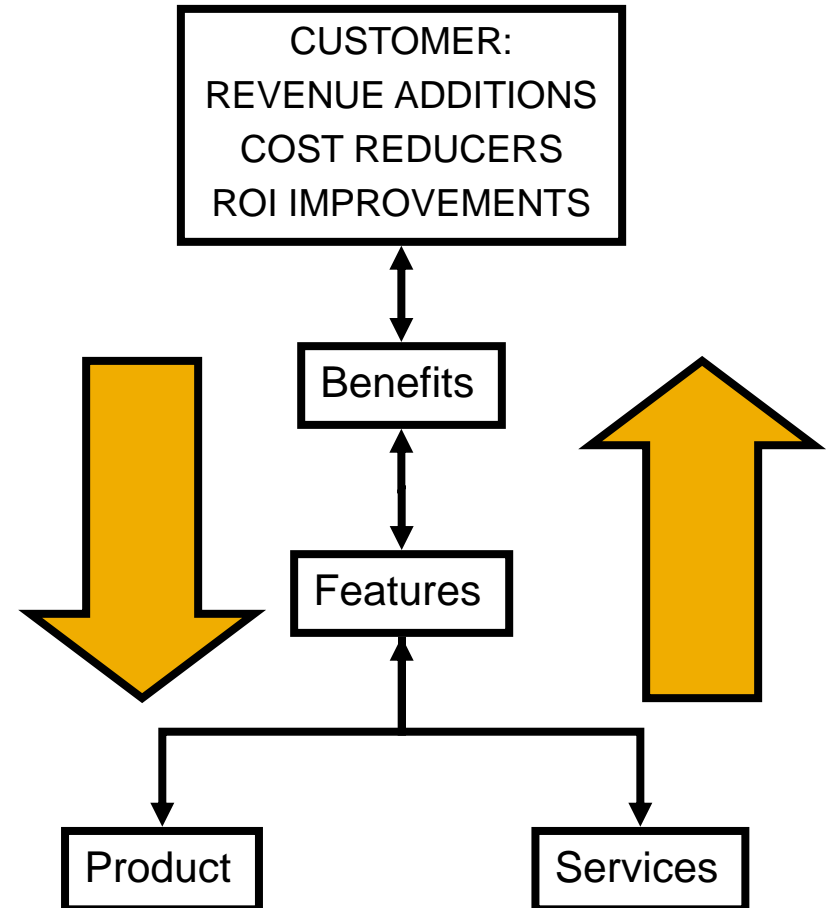 CUSTOMER:
REVENUE ADDITIONS
COST REDUCERS
ROI IMPROVEMENTS
Benefits
Features
Product
Services